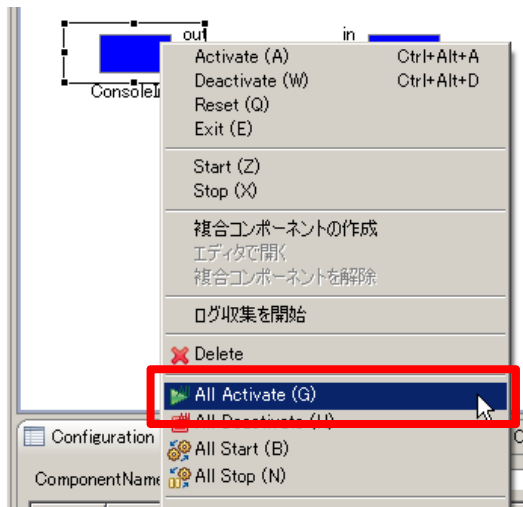 out
in
ConsoleI
Activate (A) Ctrl+Alt+A
Deactivate (W) Ctrl+Alt+D
Reset (Q)
Exit (E)
Start (Z)
Stop (X)
複合コンポーネントの作成
エディタで開く
複合コンポーネントを解除
ログ収集を開始
Delete
All Activate (G)
All Deactivate (H)
All Start (B)
All Stop (N)
Configuration
ComponentName